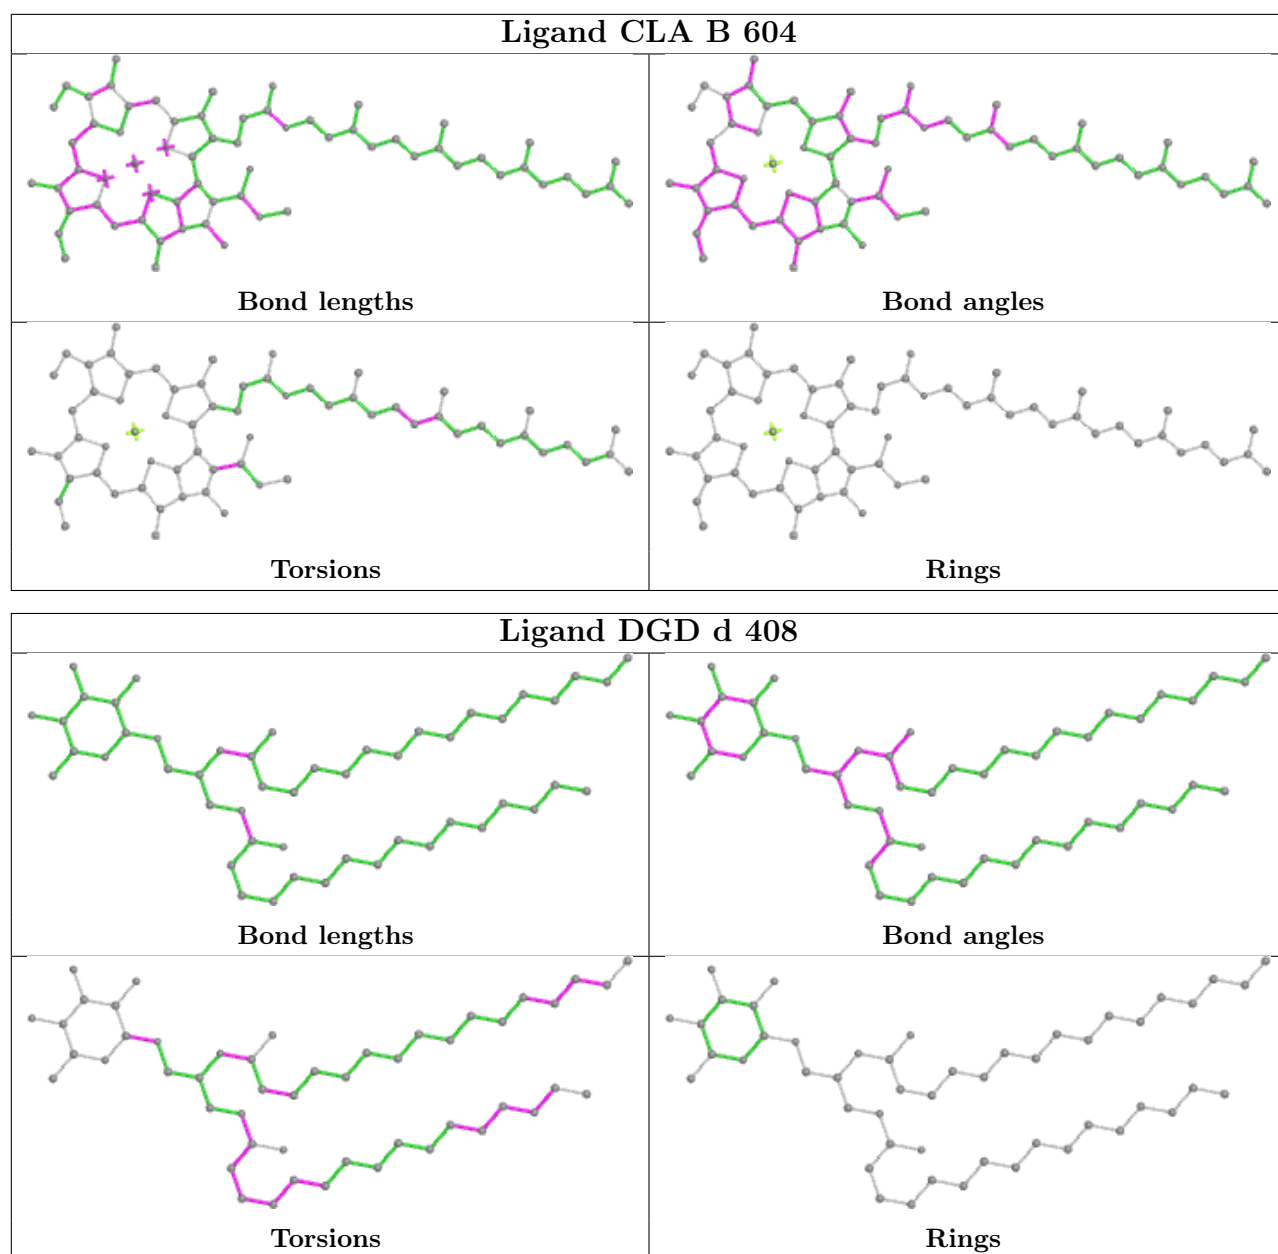 Ligand CLA B 604
Bond lengths
Bond angles
Torsions
Rings
Ligand DGD d 408
Bond lengths
Bond angles
Torsions
Rings